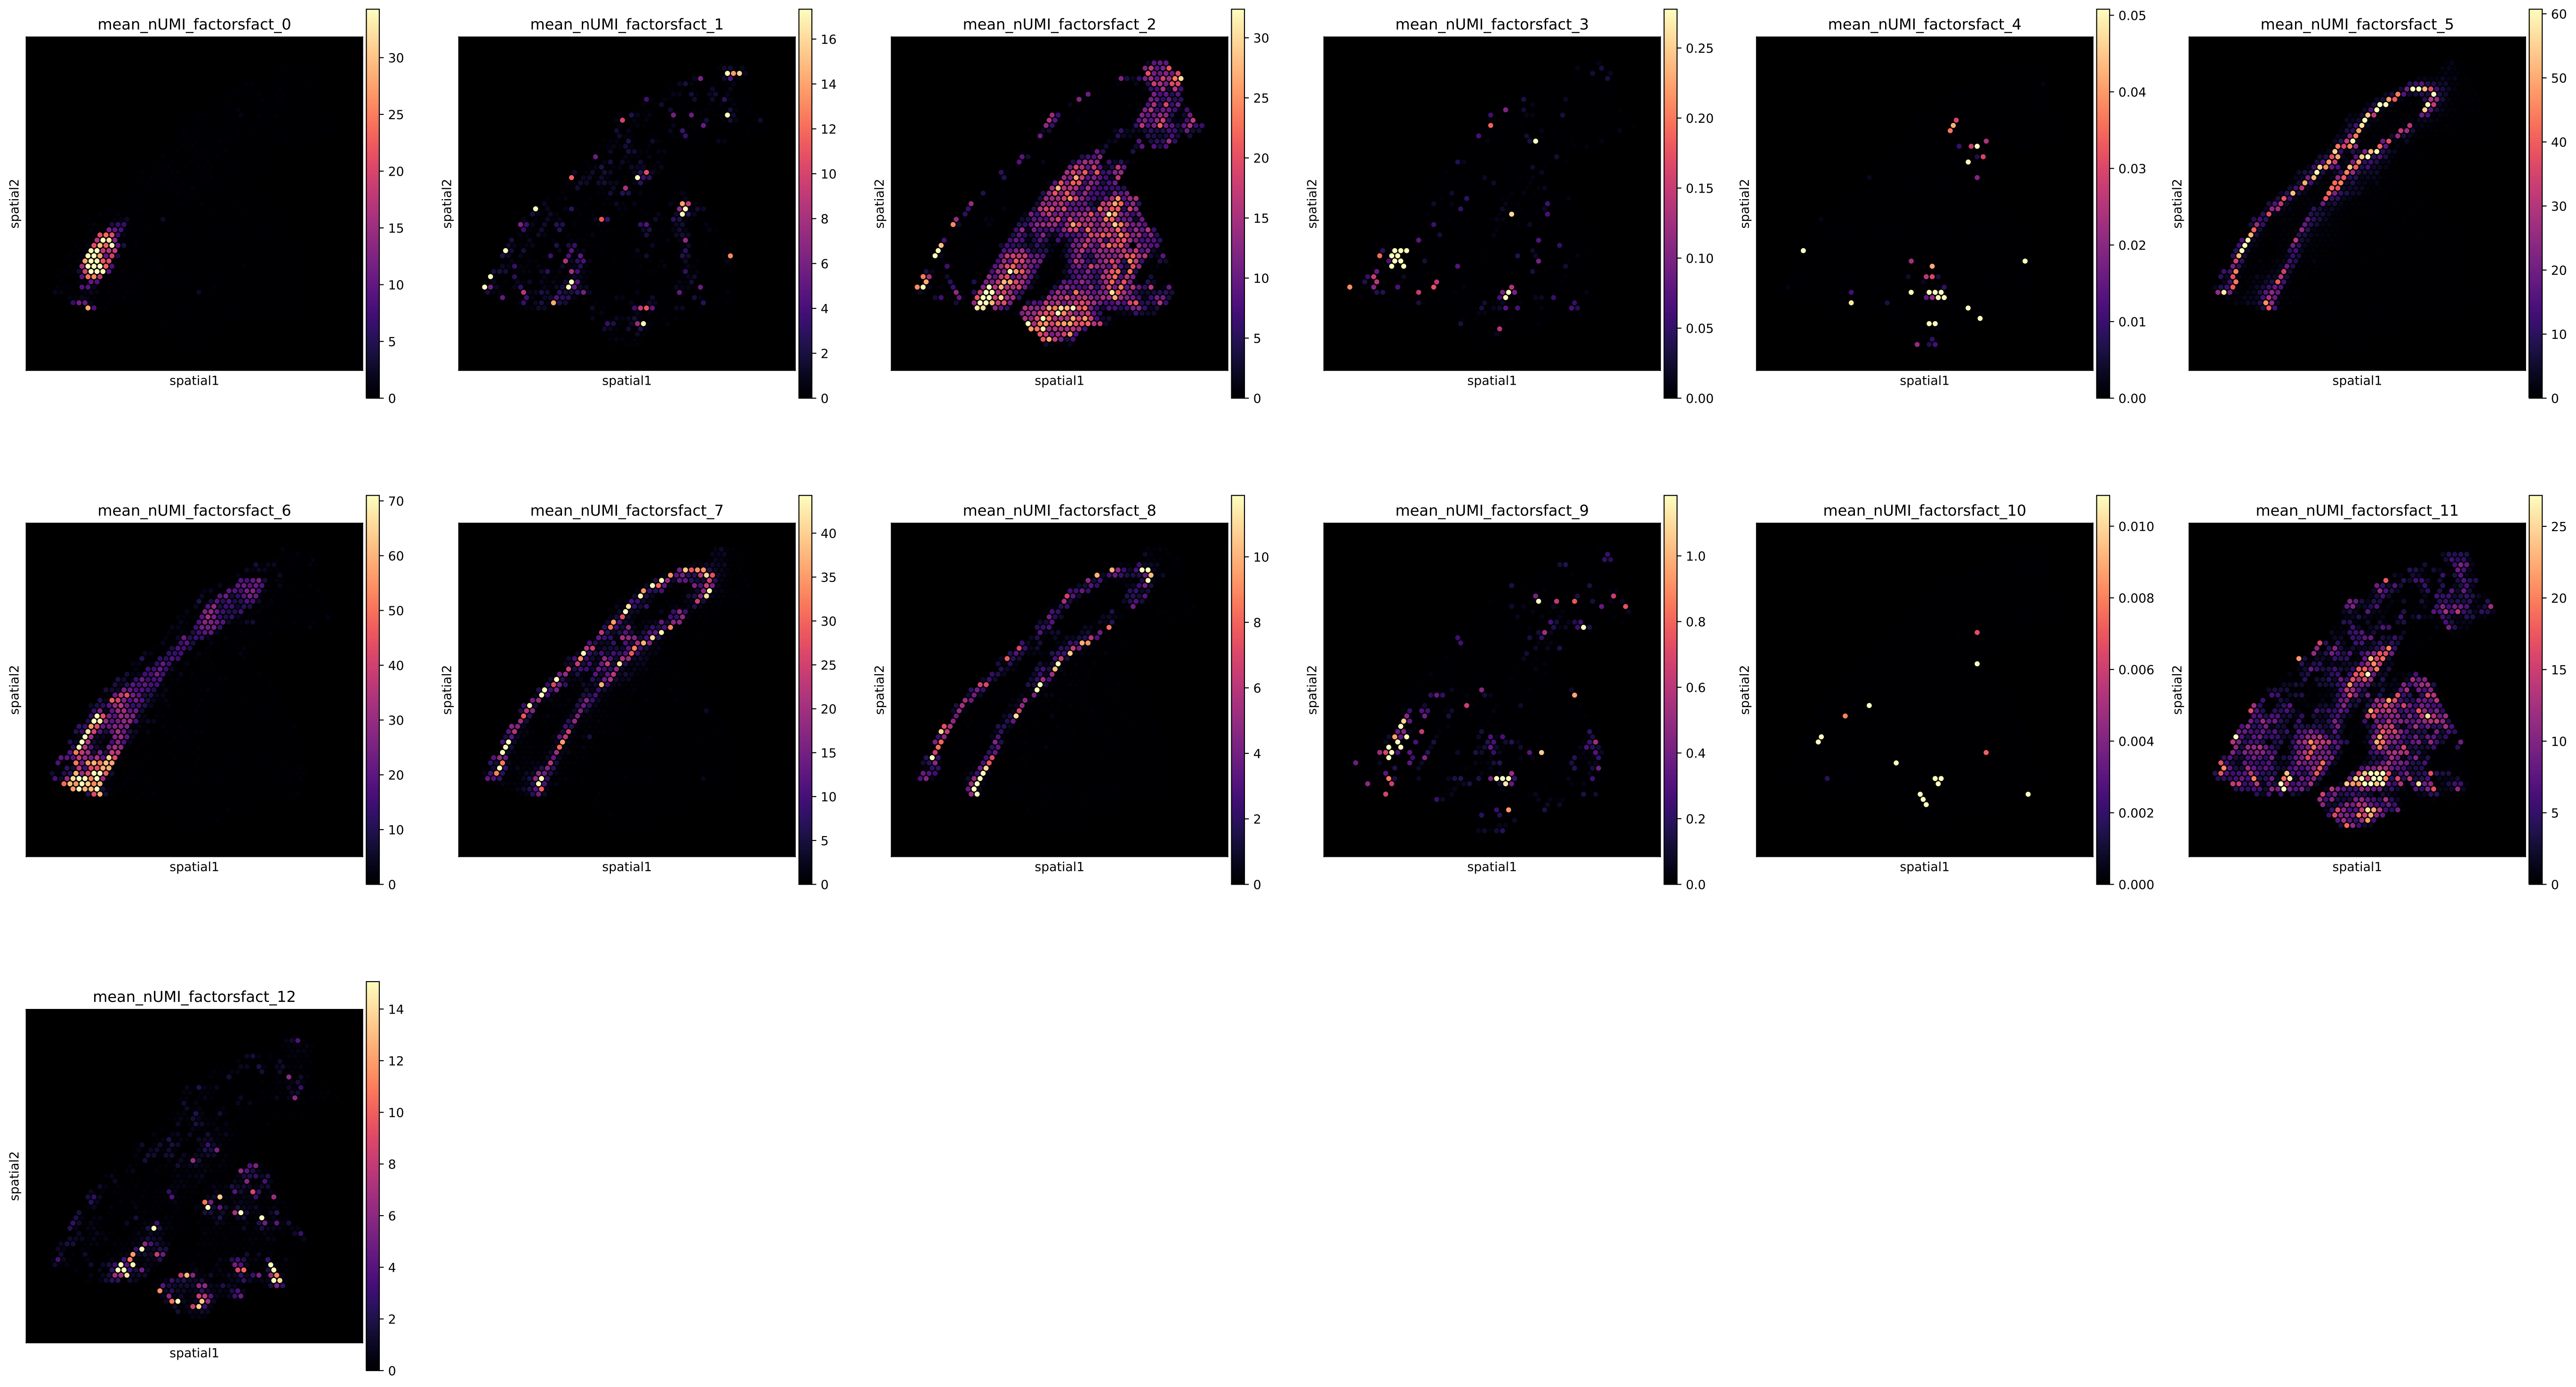 mean_nUMI_factorsfact_0
30
25
20
15
10
5
0
spatial2
spatial1
mean_nUMI_factorsfact_1
16
14
12
10
8
6
4
2
0
spatial2
spatial1
mean_nUMI_factorsfact_2
30
25
20
15
10
5
0
spatial2
spatial1
mean_nUMI_factorsfact_3
0.25
0.20
0.15
0.10
0.05
0.00
spatial2
spatial1
mean_nUMI_factorsfact_4
0.05
0.04
0.03
0.02
0.01
0.00
spatial2
spatial1
mean_nUMI_factorsfact_5
60
50
40
30
20
10
0
spatial2
spatial1
mean_nUMI_factorsfact_6
70
60
50
40
30
20
10
0
spatial2
spatial1
mean_nUMI_factorsfact_7
40
35
30
25
20
15
10
5
0
spatial2
spatial1
mean_nUMI_factorsfact_8
10
8
6
4
2
0
spatial2
spatial1
mean_nUMI_factorsfact_9
1.0
0.8
0.6
0.4
0.2
0.0
spatial2
spatial1
mean_nUMI_factorsfact_10
0.010
0.008
0.006
0.004
0.002
0.000
spatial2
spatial1
mean_nUMI_factorsfact_11
25
20
15
10
5
0
spatial2
spatial1
mean_nUMI_factorsfact_12
14
12
10
8
6
4
2
0
spatial2
spatial1